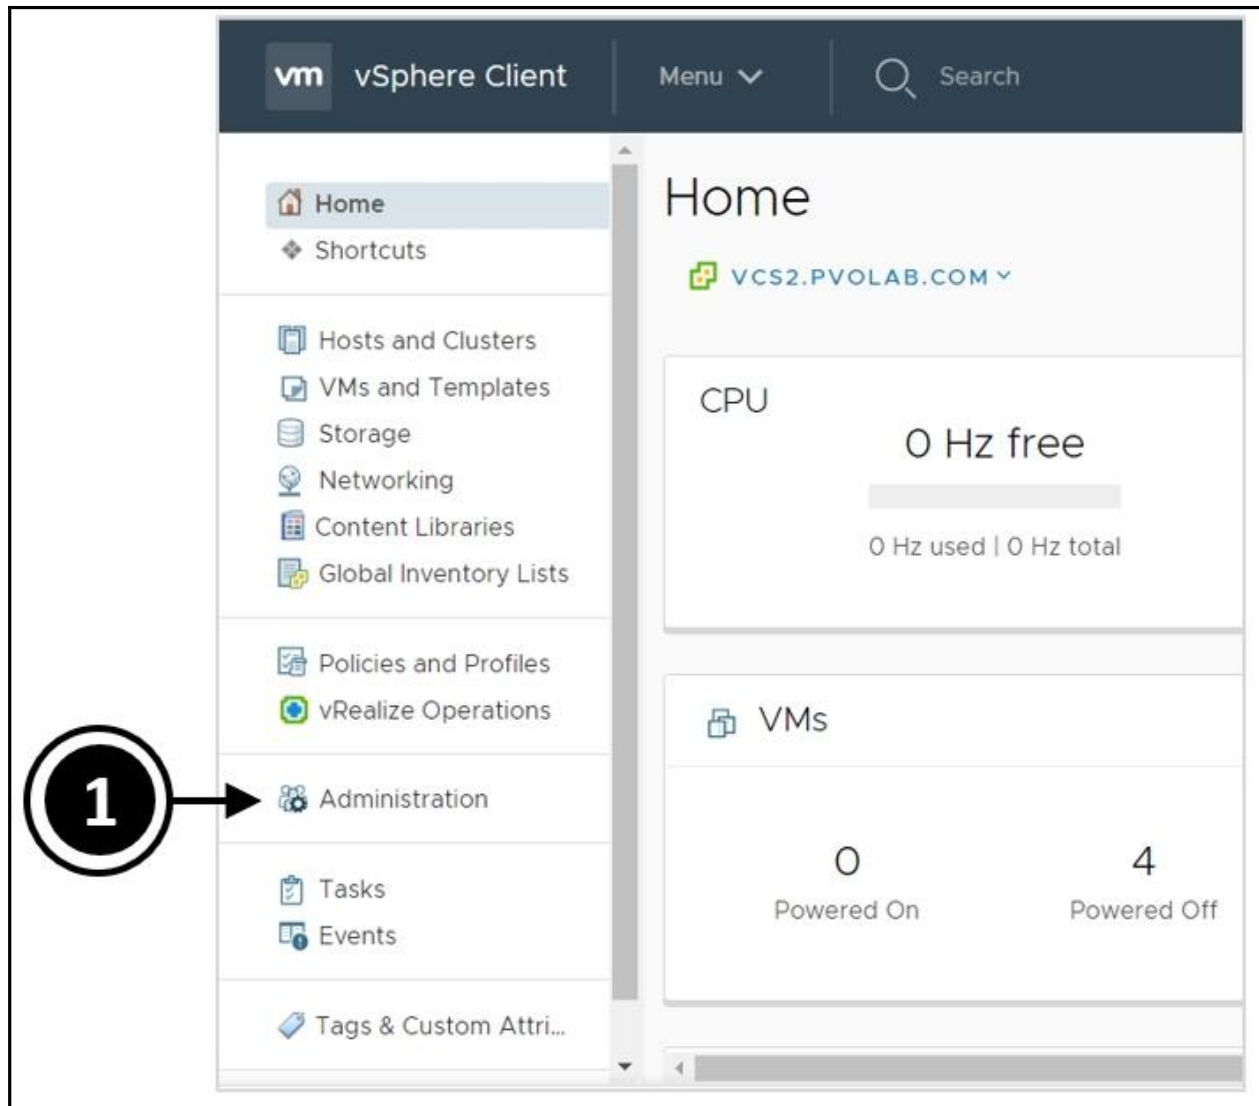 vm vSphere Client Menu Search
Home
Shortcuts
Hosts and Clusters
VMs and Templates
Storage
Networking
Content Libraries
Global Inventory Lists
Policies and Profiles
vRealize Operations
1
Administration
Tasks
Events
Tags & Custom Attri...
Home
VCS2.PVOLAB.COM
CPU
0 Hz free
0 Hz used | 0 Hz total
VMs
0 4
Powered On Powered Off